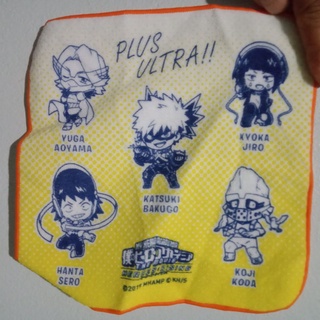 PLUS
ULTRA!!
YUGA
AOYAMA
KYOKA
JIRO
KATSUKI
BAKUGO
HANTA
SERO
KOJI
KODA